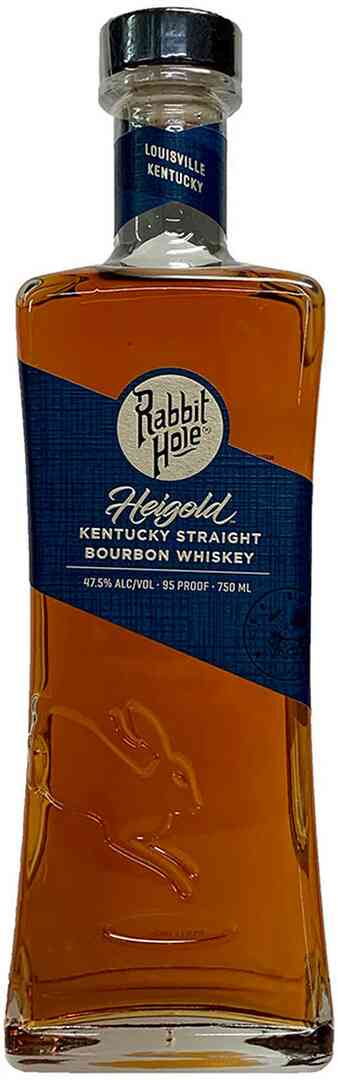 LOUISVILLE
KENTUCKY
Rabbit
Hole
Heigold
KENTUCKY STRAIGHT
BOURBON WHISKEY
47.5% ALC/VOL · 95 PROOF · 750 ML